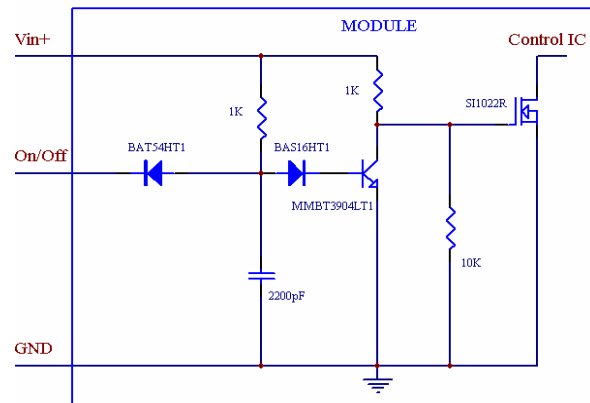 MODULE
Vin+
Control IC
1K
1K
SI1022R
BAT54HT1
BAS16HT1
On/Off
MMBT3904LT1
10K
2200pF
GND